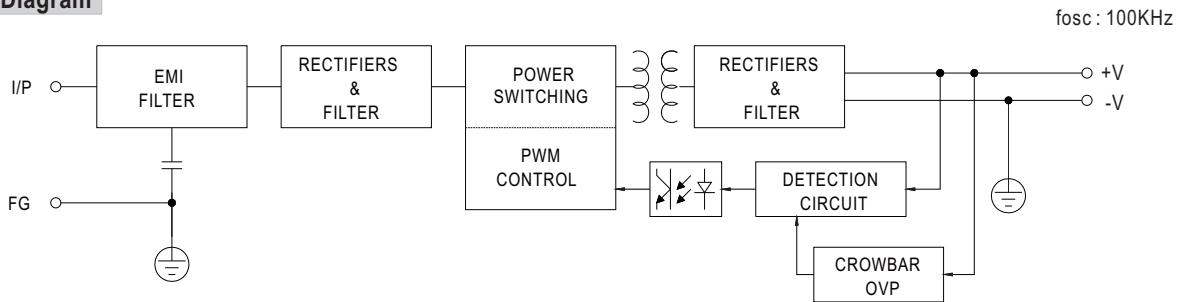 Diagram
fosc : 100KHz
I/P
EMI
FILTER
RECTIFIERS
&
FILTER
POWER
SWITCHING
PWM
CONTROL
RECTIFIERS
&
FILTER
+V
-V
DETECTION
CIRCUIT
FG
CROWBAR
OVP